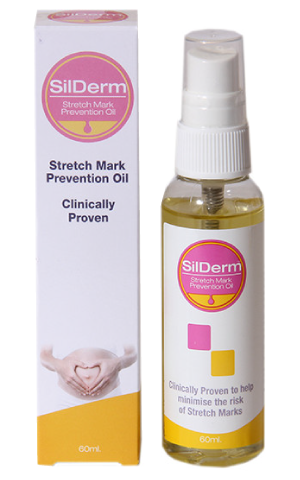 SilDerm
Stretch Mark
Prevention Oil
Stretch Mark
Prevention Oil
Clinically
Proven
60mL
SilDerm
Stretch Mark
Prevention Oil
Clinically Proven to help
minimise the risk
of Stretch Marks
60mL